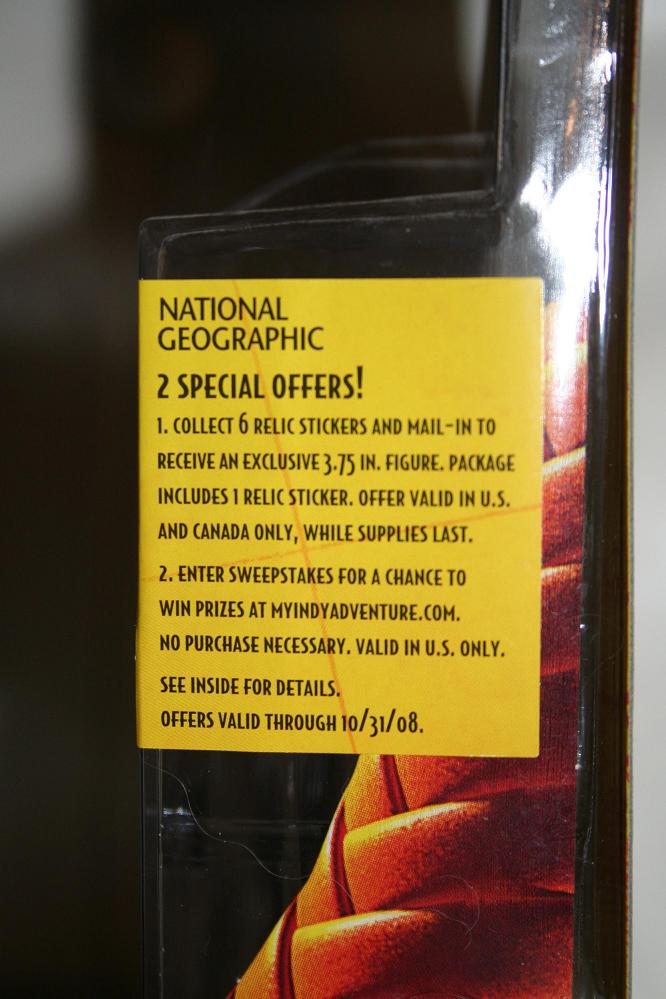 NATIONAL
GEOGRAPHIC
2 SPECIAL OFFERS!
1. COLLECT 6 RELIC STICKERS AND MAIL-IN TO
RECEIVE AN EXCLUSIVE 3.75 IN. FIGURE. PACKAGE
INCLUDES 1 RELIC STICKER. OFFER VALID IN U.S.
AND CANADA ONLY, WHILE SUPPLIES LAST.
2. ENTER SWEEPSTAKES FOR A CHANCE TO
WIN PRIZES AT MYINDYADVENTURE.COM.
NO PURCHASE NECESSARY. VALID IN U.S. ONLY.
SEE INSIDE FOR DETAILS.
OFFERS VALID THROUGH 10/31/08.